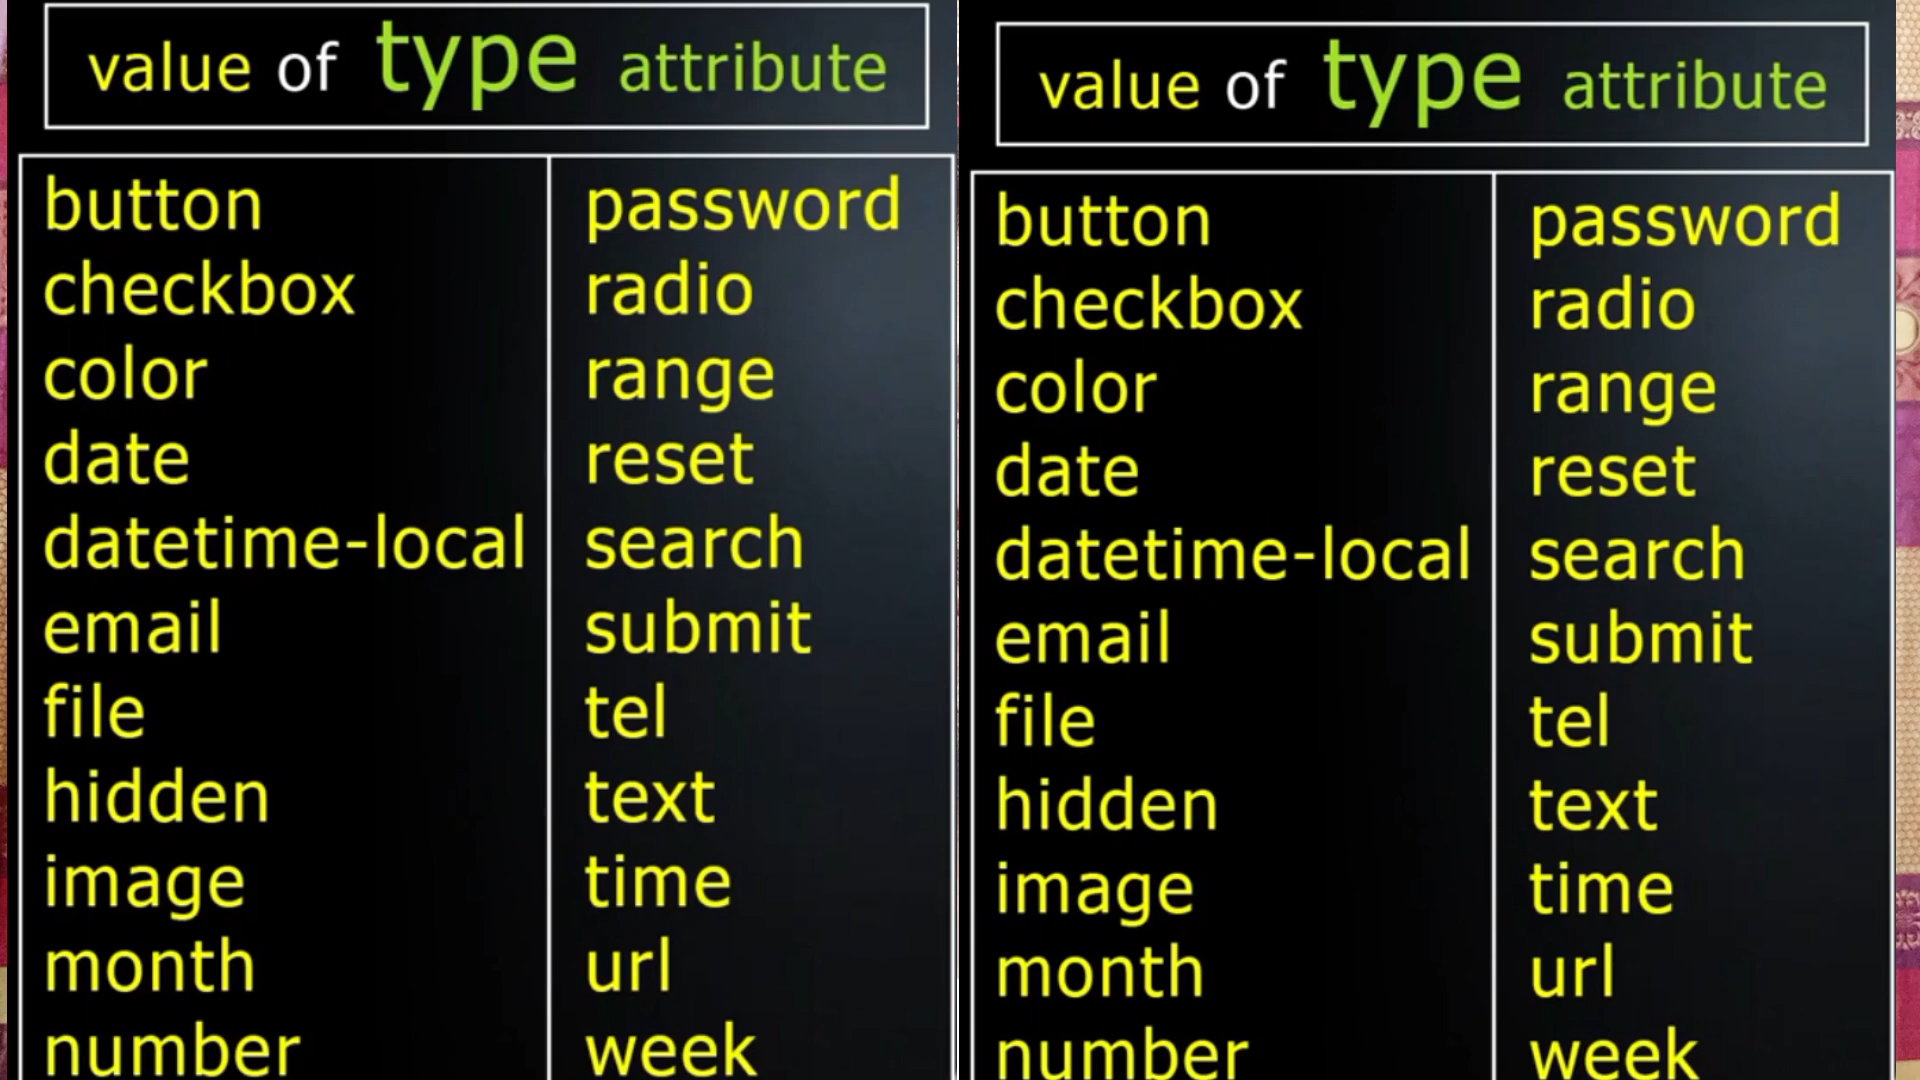 value of type attribute
button password
checkbox radio
color range
date reset
datetime-local search
email submit
file tel
hidden text
image time
month url
number week
value of type attribute
button password
checkbox radio
color range
date reset
datetime-local search
email submit
file tel
hidden text
image time
month url
number week